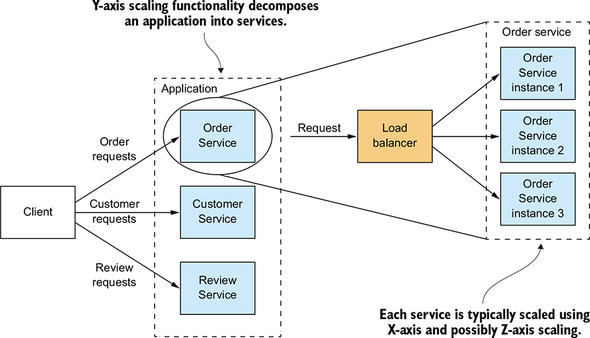 Y-axis scaling functionality decomposes
an application into services.
Application
Order
Service
Order
requests
Client
Customer
requests
Customer
Service
Review
requests
Review
Service
Request
Load
balancer
Order service
Order
Service
instance 1
Order
Service
instance 2
Order
Service
instance 3
Each service is typically scaled using
X-axis and possibly Z-axis scaling.